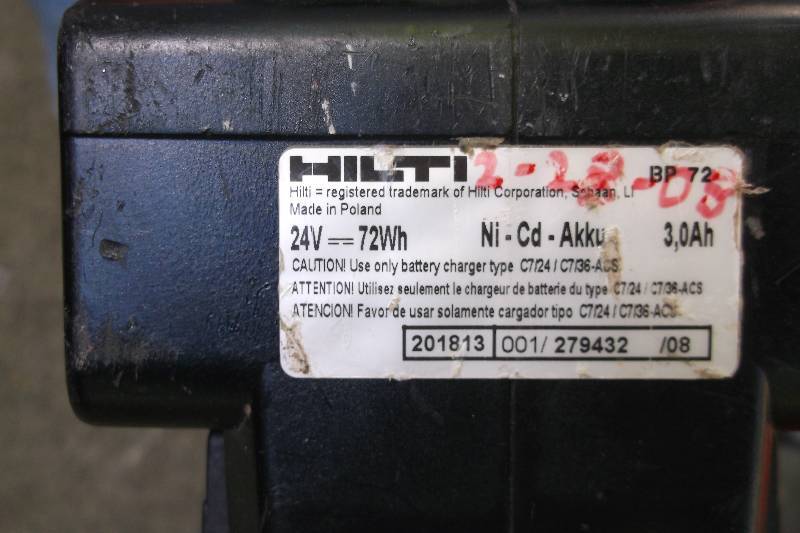 HILTI 2-28-08 BP 72
Hilti = registered trademark of Hilti Corporation, Schaan, LI
Made in Poland
24V ⎓ 72Wh Ni - Cd - Akku 3,0Ah
CAUTION! Use only battery charger type C7/24 / C7/36-ACS
ATTENTION! Utilisez seulement le chargeur de batterie du type C7/24 / C7/36-ACS
ATENCION! Favor de usar solamente cargador tipo C7/24 / C7/36-ACS
201813 001/ 279432 /08